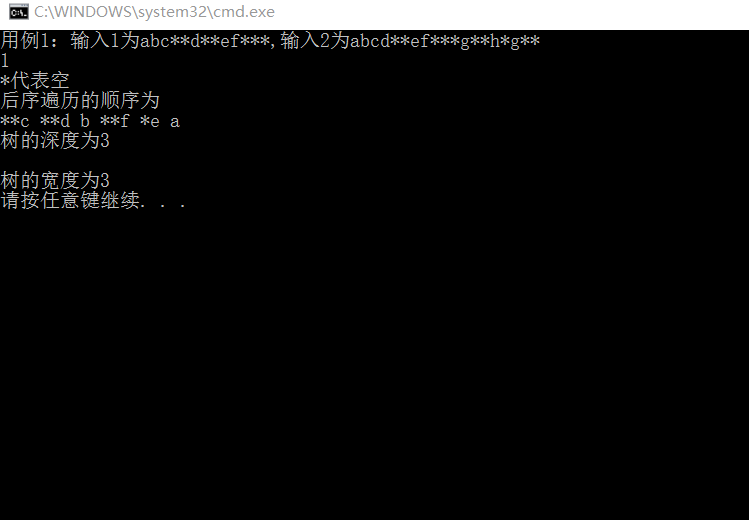 C:\WINDOWS\system32\cmd.exe
用例1：输入1为abc**d**ef***,输入2为abcd**ef***g**h*g**
1
*代表空
后序遍历的顺序为
**c **d b **f *e a
树的深度为3
树的宽度为3
请按任意键继续. . .